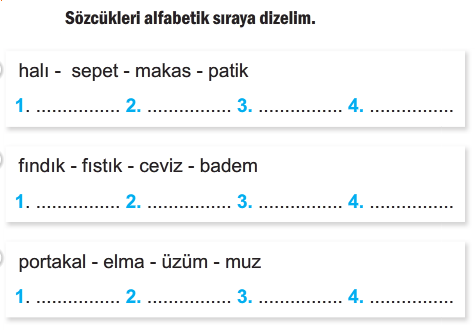 Sözcükleri alfabetik sıraya dizelim.
halı -  sepet - makas - patik
1. ................ 2. ................ 3. ................ 4. ................
fındık - fıstık - ceviz - badem
1. ................ 2. ................ 3. ................ 4. ................
portakal - elma - üzüm - muz
1. ................ 2. ................ 3. ................ 4. ................